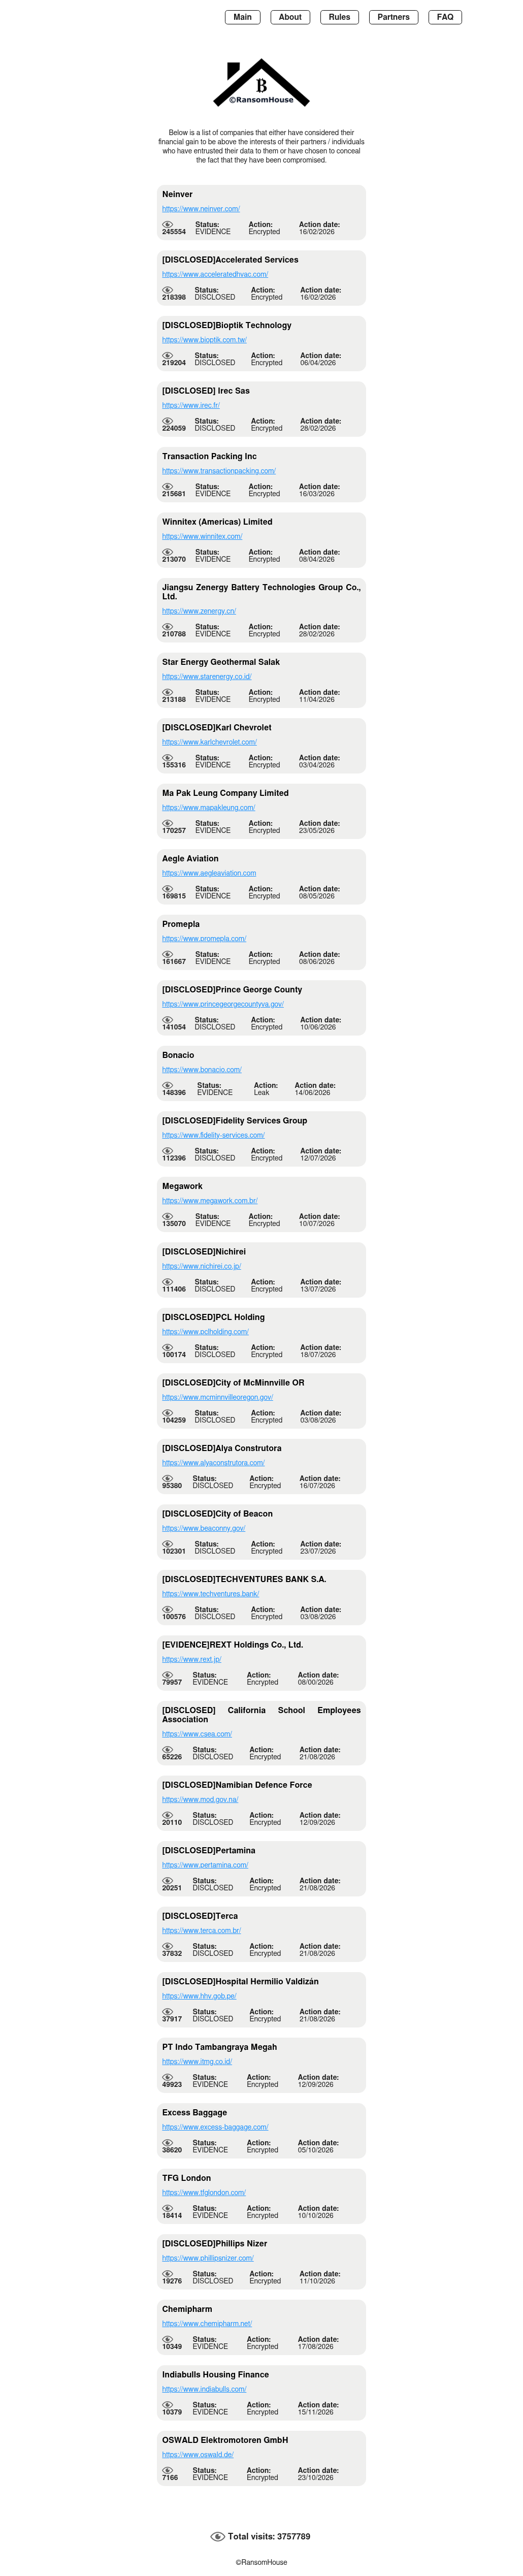 Main
About
Rules
Partners
FAQ
©RansomHouse
Below is a list of companies that either have considered their
financial gain to be above the interests of their partners / individuals
who have entrusted their data to them or have chosen to conceal
the fact that they have been compromised.
Neinver
https://www.neinver.com/
Status: Action: Action date:
245554 EVIDENCE Encrypted 16/02/2026
[DISCLOSED]Accelerated Services
https://www.acceleratedhvac.com/
Status: Action: Action date:
218398 DISCLOSED Encrypted 16/02/2026
[DISCLOSED]Bioptik Technology
https://www.bioptik.com.tw/
Status: Action: Action date:
219204 DISCLOSED Encrypted 06/04/2026
[DISCLOSED] Irec Sas
https://www.irec.fr/
Status: Action: Action date:
224059 DISCLOSED Encrypted 28/02/2026
Transaction Packing Inc
https://www.transactionpacking.com/
Status: Action: Action date:
215681 EVIDENCE Encrypted 16/03/2026
Winnitex (Americas) Limited
https://www.winnitex.com/
Status: Action: Action date:
213070 EVIDENCE Encrypted 08/04/2026
Jiangsu Zenergy Battery Technologies Group Co.,
Ltd.
https://www.zenergy.cn/
Status: Action: Action date:
210788 EVIDENCE Encrypted 28/02/2026
Star Energy Geothermal Salak
https://www.starenergy.co.id/
Status: Action: Action date:
213188 EVIDENCE Encrypted 11/04/2026
[DISCLOSED]Karl Chevrolet
https://www.karlchevrolet.com/
Status: Action: Action date:
155316 EVIDENCE Encrypted 03/04/2026
Ma Pak Leung Company Limited
https://www.mapakleung.com/
Status: Action: Action date:
170257 EVIDENCE Encrypted 23/05/2026
Aegle Aviation
https://www.aegleaviation.com
Status: Action: Action date:
169815 EVIDENCE Encrypted 08/05/2026
Promepla
https://www.promepla.com/
Status: Action: Action date:
161667 EVIDENCE Encrypted 08/06/2026
[DISCLOSED]Prince George County
https://www.princegeorgecountyva.gov/
Status: Action: Action date:
141054 DISCLOSED Encrypted 10/06/2026
Bonacio
https://www.bonacio.com/
Status: Action: Action date:
148396 EVIDENCE Leak 14/06/2026
[DISCLOSED]Fidelity Services Group
https://www.fidelity-services.com/
Status: Action: Action date:
112396 DISCLOSED Encrypted 12/07/2026
Megawork
https://www.megawork.com.br/
Status: Action: Action date:
135070 EVIDENCE Encrypted 10/07/2026
[DISCLOSED]Nichirei
https://www.nichirei.co.jp/
Status: Action: Action date:
111406 DISCLOSED Encrypted 13/07/2026
[DISCLOSED]PCL Holding
https://www.pclholding.com/
Status: Action: Action date:
100174 DISCLOSED Encrypted 18/07/2026
[DISCLOSED]City of McMinnville OR
https://www.mcminnvilleoregon.gov/
Status: Action: Action date:
104259 DISCLOSED Encrypted 03/08/2026
[DISCLOSED]Alya Construtora
https://www.alyaconstrutora.com/
Status: Action: Action date:
95380 DISCLOSED Encrypted 16/07/2026
[DISCLOSED]City of Beacon
https://www.beaconny.gov/
Status: Action: Action date:
102301 DISCLOSED Encrypted 23/07/2026
[DISCLOSED]TECHVENTURES BANK S.A.
https://www.techventures.bank/
Status: Action: Action date:
100576 DISCLOSED Encrypted 03/08/2026
[EVIDENCE]REXT Holdings Co., Ltd.
https://www.rext.jp/
Status: Action: Action date:
79957 EVIDENCE Encrypted 08/00/2026
[DISCLOSED] California School Employees
Association
https://www.csea.com/
Status: Action: Action date:
65226 DISCLOSED Encrypted 21/08/2026
[DISCLOSED]Namibian Defence Force
https://www.mod.gov.na/
Status: Action: Action date:
20110 DISCLOSED Encrypted 12/09/2026
[DISCLOSED]Pertamina
https://www.pertamina.com/
Status: Action: Action date:
20251 DISCLOSED Encrypted 21/08/2026
[DISCLOSED]Terca
https://www.terca.com.br/
Status: Action: Action date:
37832 DISCLOSED Encrypted 21/08/2026
[DISCLOSED]Hospital Hermilio Valdizán
https://www.hhv.gob.pe/
Status: Action: Action date:
37917 DISCLOSED Encrypted 21/08/2026
PT Indo Tambangraya Megah
https://www.itmg.co.id/
Status: Action: Action date:
49923 EVIDENCE Encrypted 12/09/2026
Excess Baggage
https://www.excess-baggage.com/
Status: Action: Action date:
38620 EVIDENCE Encrypted 05/10/2026
TFG London
https://www.tfglondon.com/
Status: Action: Action date:
18414 EVIDENCE Encrypted 10/10/2026
[DISCLOSED]Phillips Nizer
https://www.phillipsnizer.com/
Status: Action: Action date:
19276 DISCLOSED Encrypted 11/10/2026
Chemipharm
https://www.chemipharm.net/
Status: Action: Action date:
10349 EVIDENCE Encrypted 17/08/2026
Indiabulls Housing Finance
https://www.indiabulls.com/
Status: Action: Action date:
10379 EVIDENCE Encrypted 15/11/2026
OSWALD Elektromotoren GmbH
https://www.oswald.de/
Status: Action: Action date:
7166 EVIDENCE Encrypted 23/10/2026
Total visits: 3757789
©RansomHouse